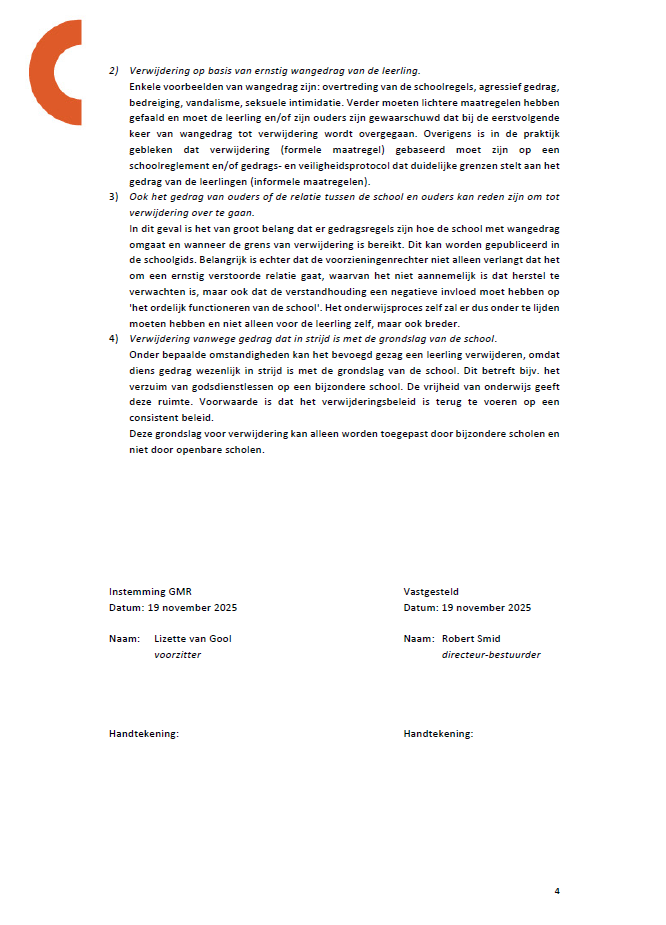 2) Verwijdering op basis van ernstig wangedrag van de leerling.
Enkele voorbeelden van wangedrag zijn: overtreding van de schoolregels, agressief gedrag,
bedreiging, vandalisme, seksuele intimidatie. Verder moeten lichtere maatregelen hebben
gefaald en moet de leerling en/of zijn ouders zijn gewaarschuwd dat bij de eerstvolgende
keer van wangedrag tot verwijdering wordt overgegaan. Overigens is in de praktijk
gebleken dat verwijdering (formele maatregel) gebaseerd moet zijn op een
schoolreglement en/of gedrags- en veiligheidsprotocol dat duidelijke grenzen stelt aan het
gedrag van de leerlingen (informele maatregelen).
3) Ook het gedrag van ouders of de relatie tussen de school en ouders kan reden zijn om tot
verwijdering over te gaan.
In dit geval is het van groot belang dat er gedragsregels zijn hoe de school met wangedrag
omgaat en wanneer de grens van verwijdering is bereikt. Dit kan worden gepubliceerd in
de schoolgids. Belangrijk is echter dat de voorzieningenrechter niet alleen verlangt dat het
om een ernstig verstoorde relatie gaat, waarvan het niet aannemelijk is dat herstel te
verwachten is, maar ook dat de verstandhouding een negatieve invloed moet hebben op
'het ordelijk functioneren van de school'. Het onderwijsproces zelf zal er dus onder te lijden
moeten hebben en niet alleen voor de leerling zelf, maar ook breder.
4) Verwijdering vanwege gedrag dat in strijd is met de grondslag van de school.
Onder bepaalde omstandigheden kan het bevoegd gezag een leerling verwijderen, omdat
diens gedrag wezenlijk in strijd is met de grondslag van de school. Dit betreft bijv. het
verzuim van godsdienstlessen op een bijzondere school. De vrijheid van onderwijs geeft
deze ruimte. Voorwaarde is dat het verwijderingsbeleid is terug te voeren op een
consistent beleid.
Deze grondslag voor verwijdering kan alleen worden toegepast door bijzondere scholen en
niet door openbare scholen.
Instemming GMR
Datum: 19 november 2025
Naam: Lizette van Gool
voorzitter
Handtekening:
Vastgesteld
Datum: 19 november 2025
Naam: Robert Smid
directeur-bestuurder
Handtekening:
4